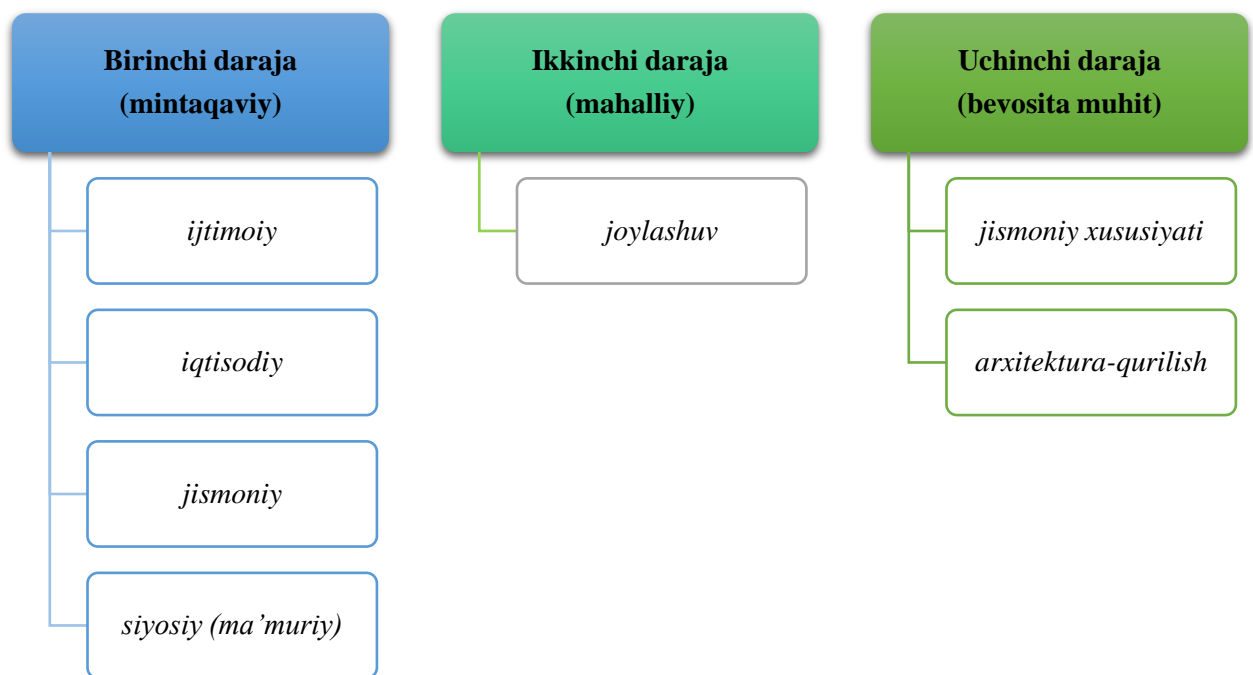 Birinchi daraja
(mintaqaviy)
ijtimoiy
iqtisodiy
jismoniy
siyosiy (ma’muriy)
Ikkinchi daraja
(mahalliy)
joylashuv
Uchinchi daraja
(bevosita muhit)
jismoniy xususiyati
arxitektura-qurilish